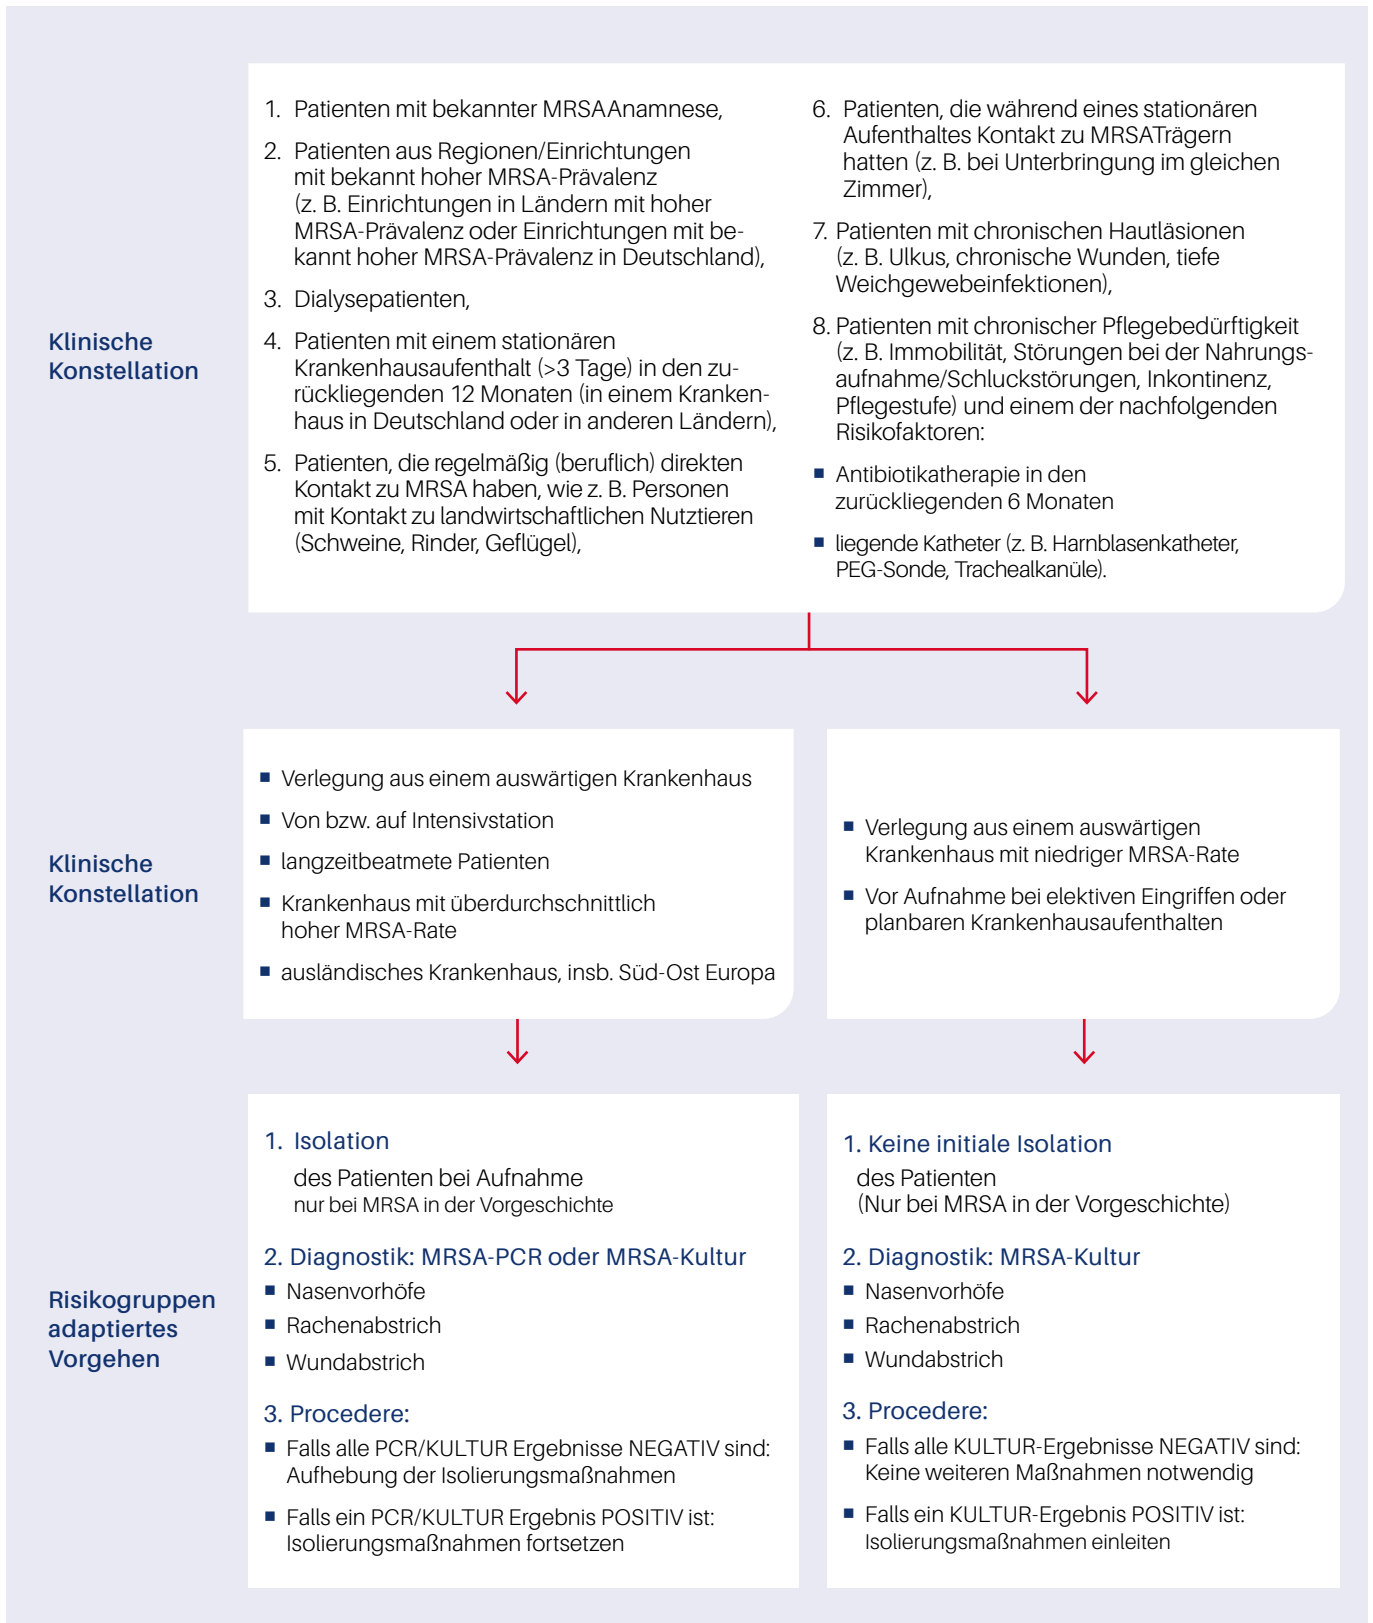 Klinische
Konstellation
1. Patienten mit bekannter MRSAAnamnese,
2. Patienten aus Regionen/Einrichtungen
mit bekannt hoher MRSA-Prävalenz
(z. B. Einrichtungen in Ländern mit hoher
MRSA-Prävalenz oder Einrichtungen mit be-
kannt hoher MRSA-Prävalenz in Deutschland),
3. Dialysepatienten,
4. Patienten mit einem stationären
Krankenhausaufenthalt (>3 Tage) in den zu-
rückliegenden 12 Monaten (in einem Kranken-
haus in Deutschland oder in anderen Ländern),
5. Patienten, die regelmäßig (beruflich) direkten
Kontakt zu MRSA haben, wie z. B. Personen
mit Kontakt zu landwirtschaftlichen Nutztieren
(Schweine, Rinder, Geflügel),
6. Patienten, die während eines stationären
Aufenthaltes Kontakt zu MRSATrägern
hatten (z. B. bei Unterbringung im gleichen
Zimmer),
7. Patienten mit chronischen Hautläsionen
(z. B. Ulkus, chronische Wunden, tiefe
Weichgewebeinfektionen),
8. Patienten mit chronischer Pflegebedürftigkeit
(z. B. Immobilität, Störungen bei der Nahrungs-
aufnahme/Schluckstörungen, Inkontinenz,
Pflegestufe) und einem der nachfolgenden
Risikofaktoren:
■ Antibiotikatherapie in den
zurückliegenden 6 Monaten
■ liegende Katheter (z. B. Harnblasenkatheter,
PEG-Sonde, Trachealkanüle).
Klinische
Konstellation
■ Verlegung aus einem auswärtigen Krankenhaus
■ Von bzw. auf Intensivstation
■ langzeitbeatmete Patienten
■ Krankenhaus mit überdurchschnittlich
hoher MRSA-Rate
■ ausländisches Krankenhaus, insb. Süd-Ost Europa
■ Verlegung aus einem auswärtigen
Krankenhaus mit niedriger MRSA-Rate
■ Vor Aufnahme bei elektiven Eingriffen oder
planbaren Krankenhausaufenthalten
Risikogruppen
adaptiertes
Vorgehen
1. Isolation
des Patienten bei Aufnahme
nur bei MRSA in der Vorgeschichte
2. Diagnostik: MRSA-PCR oder MRSA-Kultur
■ Nasenvorhöfe
■ Rachenabstrich
■ Wundabstrich
3. Procedere:
■ Falls alle PCR/KULTUR Ergebnisse NEGATIV sind:
Aufhebung der Isolierungsmaßnahmen
■ Falls ein PCR/KULTUR Ergebnis POSITIV ist:
Isolierungsmaßnahmen fortsetzen
1. Keine initiale Isolation
des Patienten
(Nur bei MRSA in der Vorgeschichte)
2. Diagnostik: MRSA-Kultur
■ Nasenvorhöfe
■ Rachenabstrich
■ Wundabstrich
3. Procedere:
■ Falls alle KULTUR-Ergebnisse NEGATIV sind:
Keine weiteren Maßnahmen notwendig
■ Falls ein KULTUR-Ergebnis POSITIV ist:
Isolierungsmaßnahmen einleiten